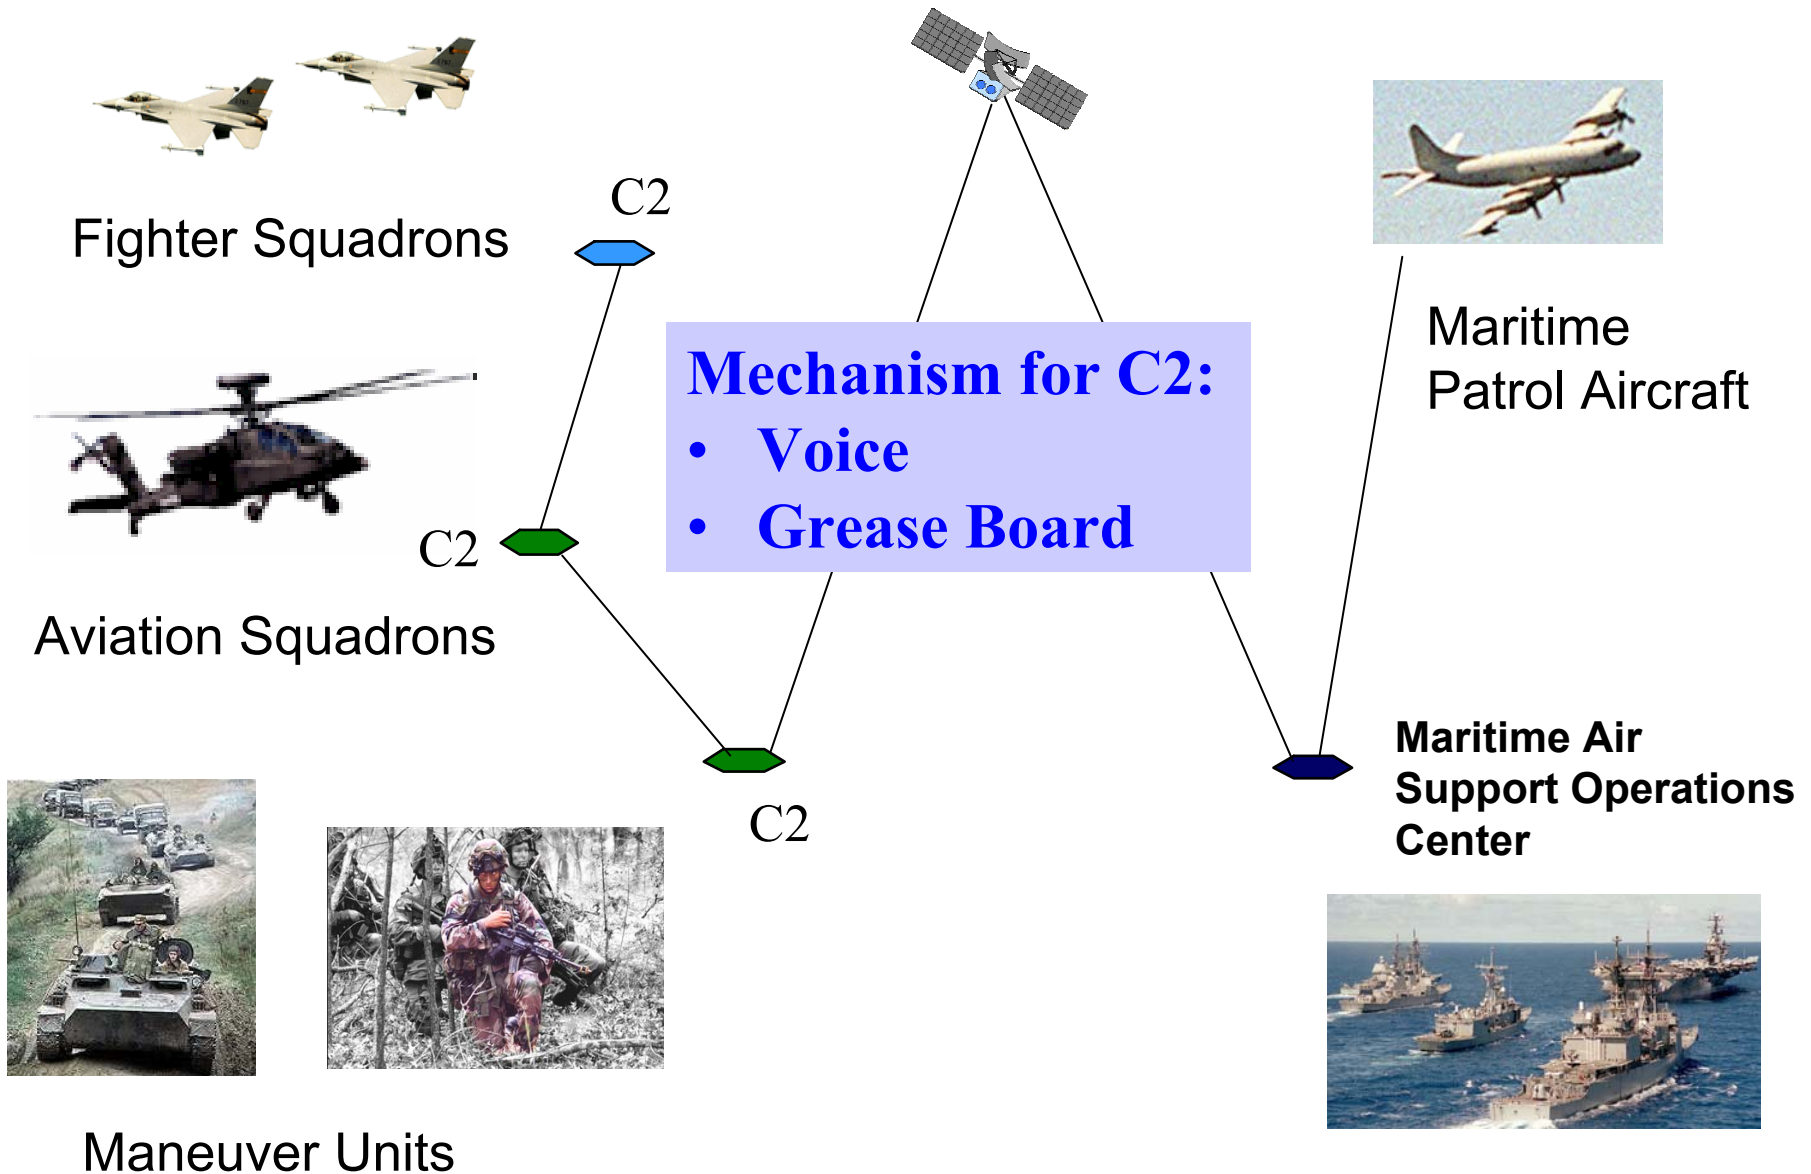 C2
Fighter Squadrons
Mechanism for C2:
• Voice
• Grease Board
Maritime
Patrol Aircraft
C2
Aviation Squadrons
Maritime Air
Support Operations
Center
C2
Maneuver Units